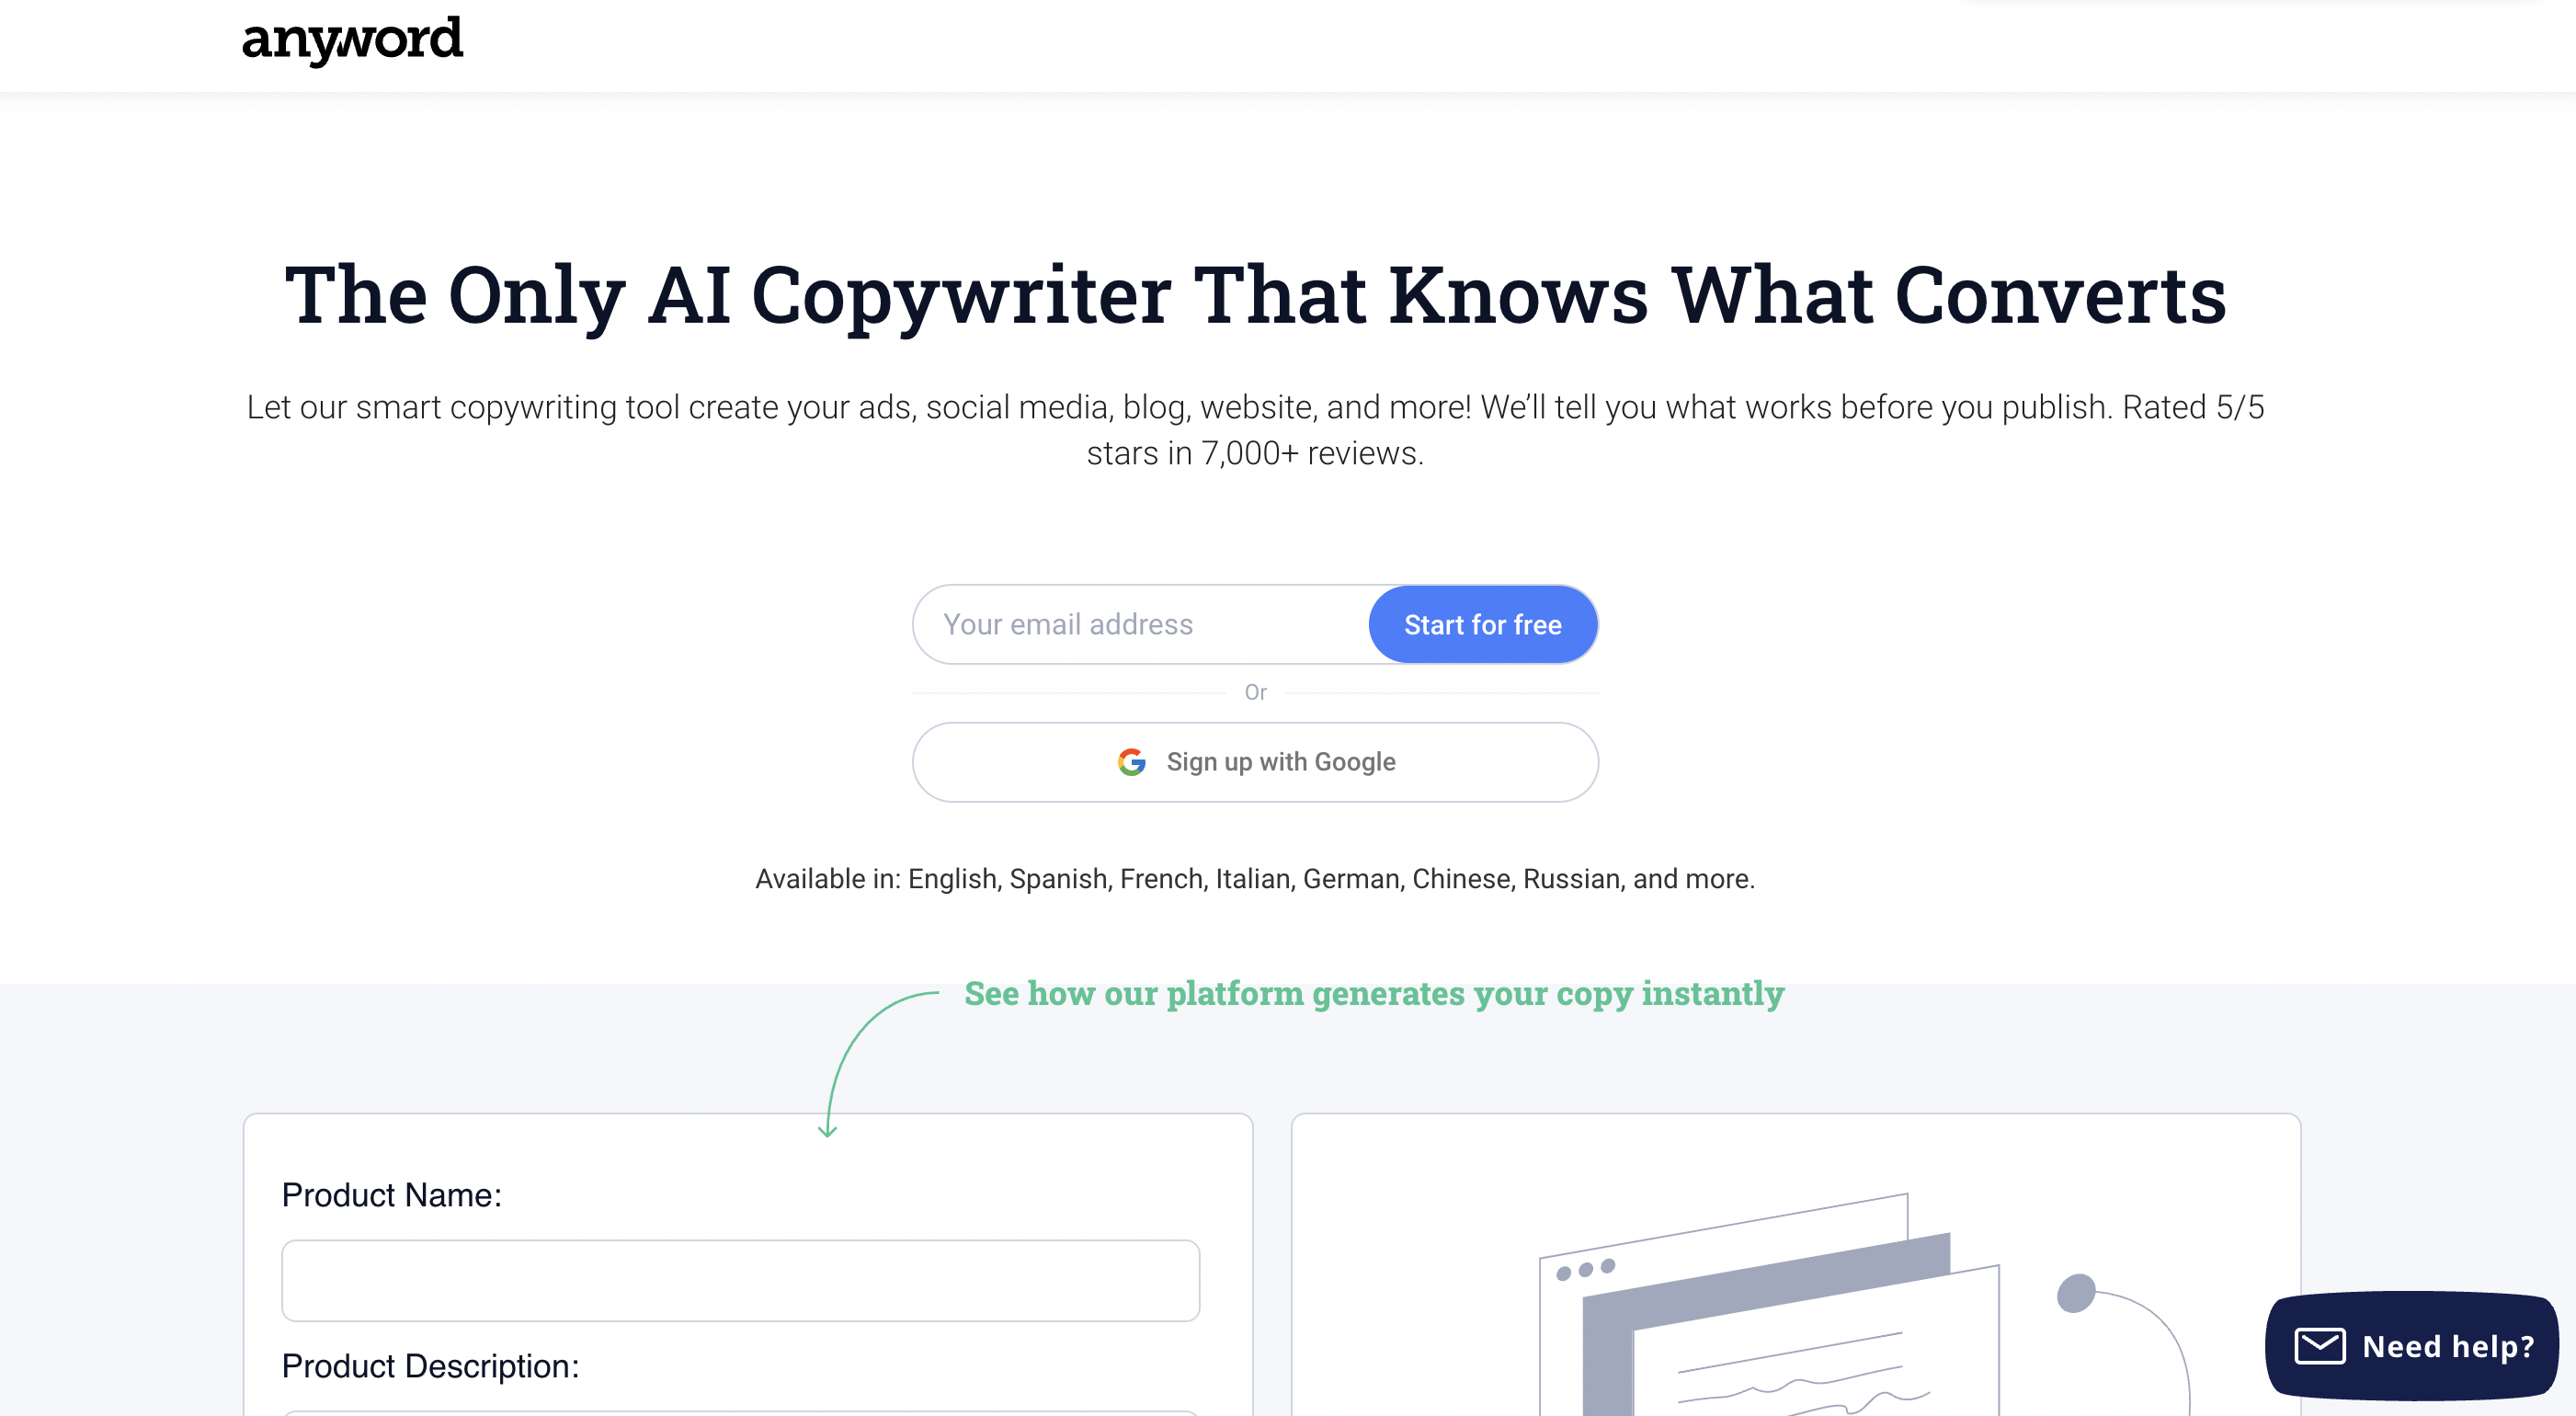 anyword
The Only AI Copywriter That Knows What Converts
Let our smart copywriting tool create your ads, social media, blog, website, and more! We’ll tell you what works before you publish. Rated 5/5
stars in 7,000+ reviews.
Your email address
Start for free
Or
Sign up with Google
Available in: English, Spanish, French, Italian, German, Chinese, Russian, and more.
See how our platform generates your copy instantly
Product Name:
Product Description:
Need help?